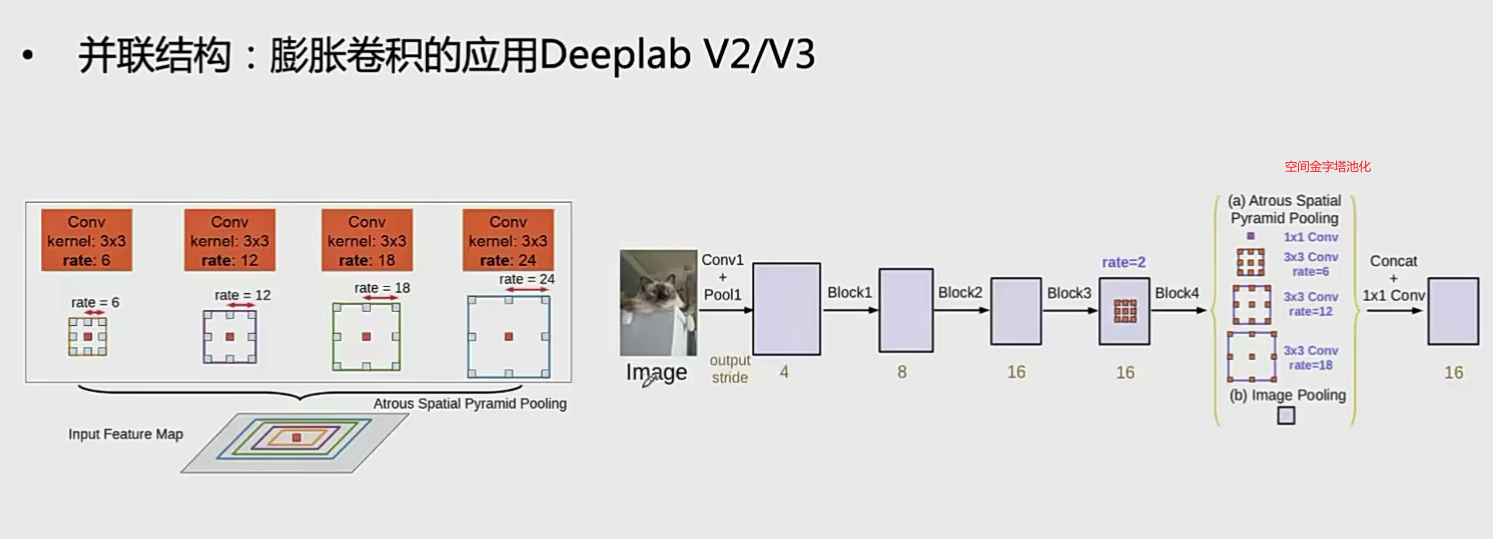 • 并联结构：膨胀卷积的应用Deeplab V2/V3
Conv
kernel: 3x3
rate: 6
Conv
kernel: 3x3
rate: 12
Conv
kernel: 3x3
rate: 18
Conv
kernel: 3x3
rate: 24
rate = 6
rate = 12
rate = 18
rate = 24
Atrous Spatial Pyramid Pooling
Input Feature Map
Image
Conv1
+
Pool1
output
stride
4
Block1
8
Block2
16
Block3
rate=2
16
Block4
空间金字塔池化
(a) Atrous Spatial
Pyramid Pooling
1x1 Conv
3x3 Conv
rate=6
3x3 Conv
rate=12
3x3 Conv
rate=18
(b) Image Pooling
Concat
+
1x1 Conv
16